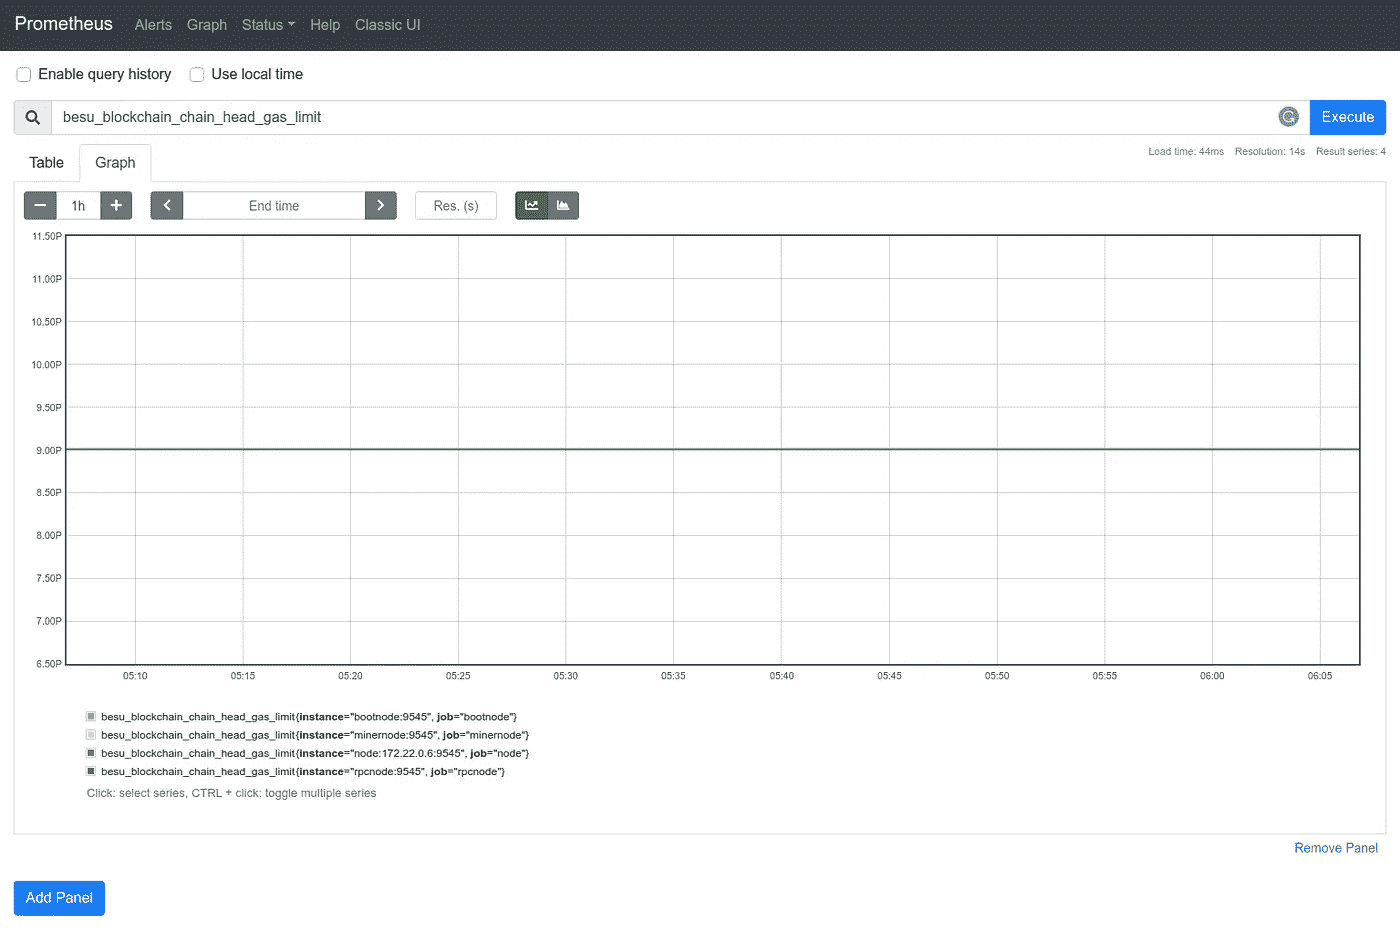 Prometheus Alerts Graph Status Help Classic UI
Enable query history Use local time
besu_blockchain_chain_head_gas_limit Execute
Table Graph Load time: 44ms Resolution: 14s Result series: 4
1h End time Res. (s)
11.50P
11.00P
10.50P
10.00P
9.50P
9.00P
8.50P
8.00P
7.50P
7.00P
6.50P
05:10 05:15 05:20 05:25 05:30 05:35 05:40 05:45 05:50 05:55 06:00 06:05
besu_blockchain_chain_head_gas_limit{instance="bootnode:9545", job="bootnode"}
besu_blockchain_chain_head_gas_limit{instance="minernode:9545", job="minernode"}
besu_blockchain_chain_head_gas_limit{instance="node:172.22.0.6:9545", job="node"}
besu_blockchain_chain_head_gas_limit{instance="rpcnode:9545", job="rpcnode"}
Click: select series, CTRL + click: toggle multiple series
Remove Panel
Add Panel